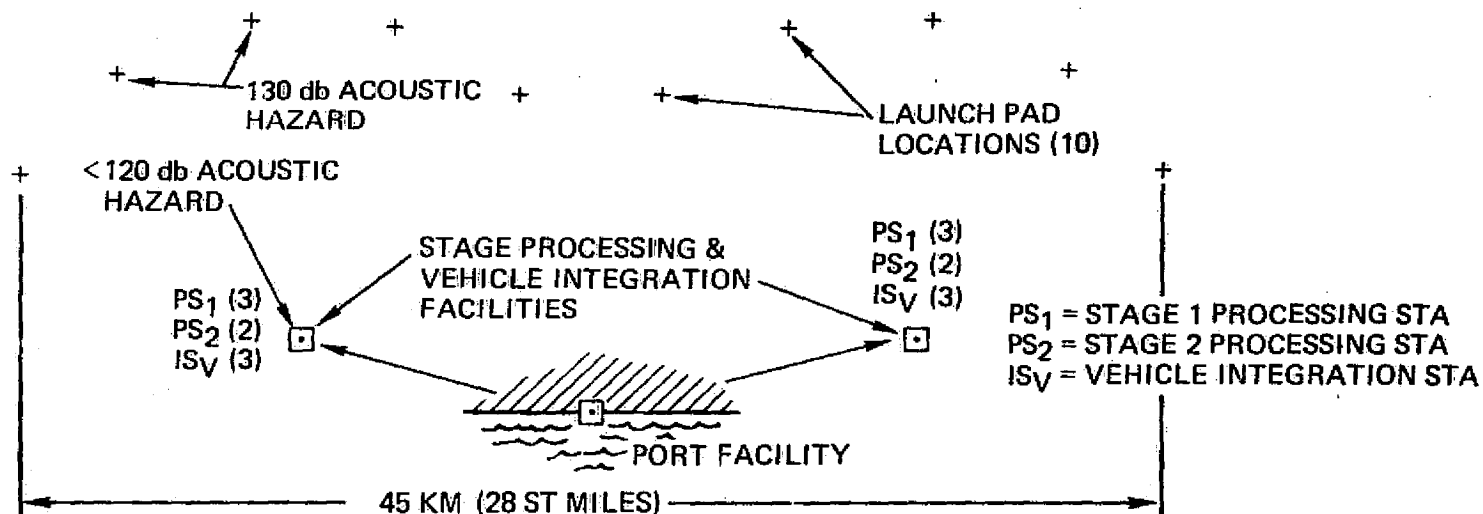 130 db ACOUSTIC
HAZARD
LAUNCH PAD
LOCATIONS (10)
<120 db ACOUSTIC
HAZARD
STAGE PROCESSING &
VEHICLE INTEGRATION
FACILITIES
PS1 (3)
PS2 (2)
ISV (3)
PS1 (3)
PS2 (2)
ISV (3)
PS1 = STAGE 1 PROCESSING STA
PS2 = STAGE 2 PROCESSING STA
ISV = VEHICLE INTEGRATION STA
PORT FACILITY
45 KM (28 ST MILES)